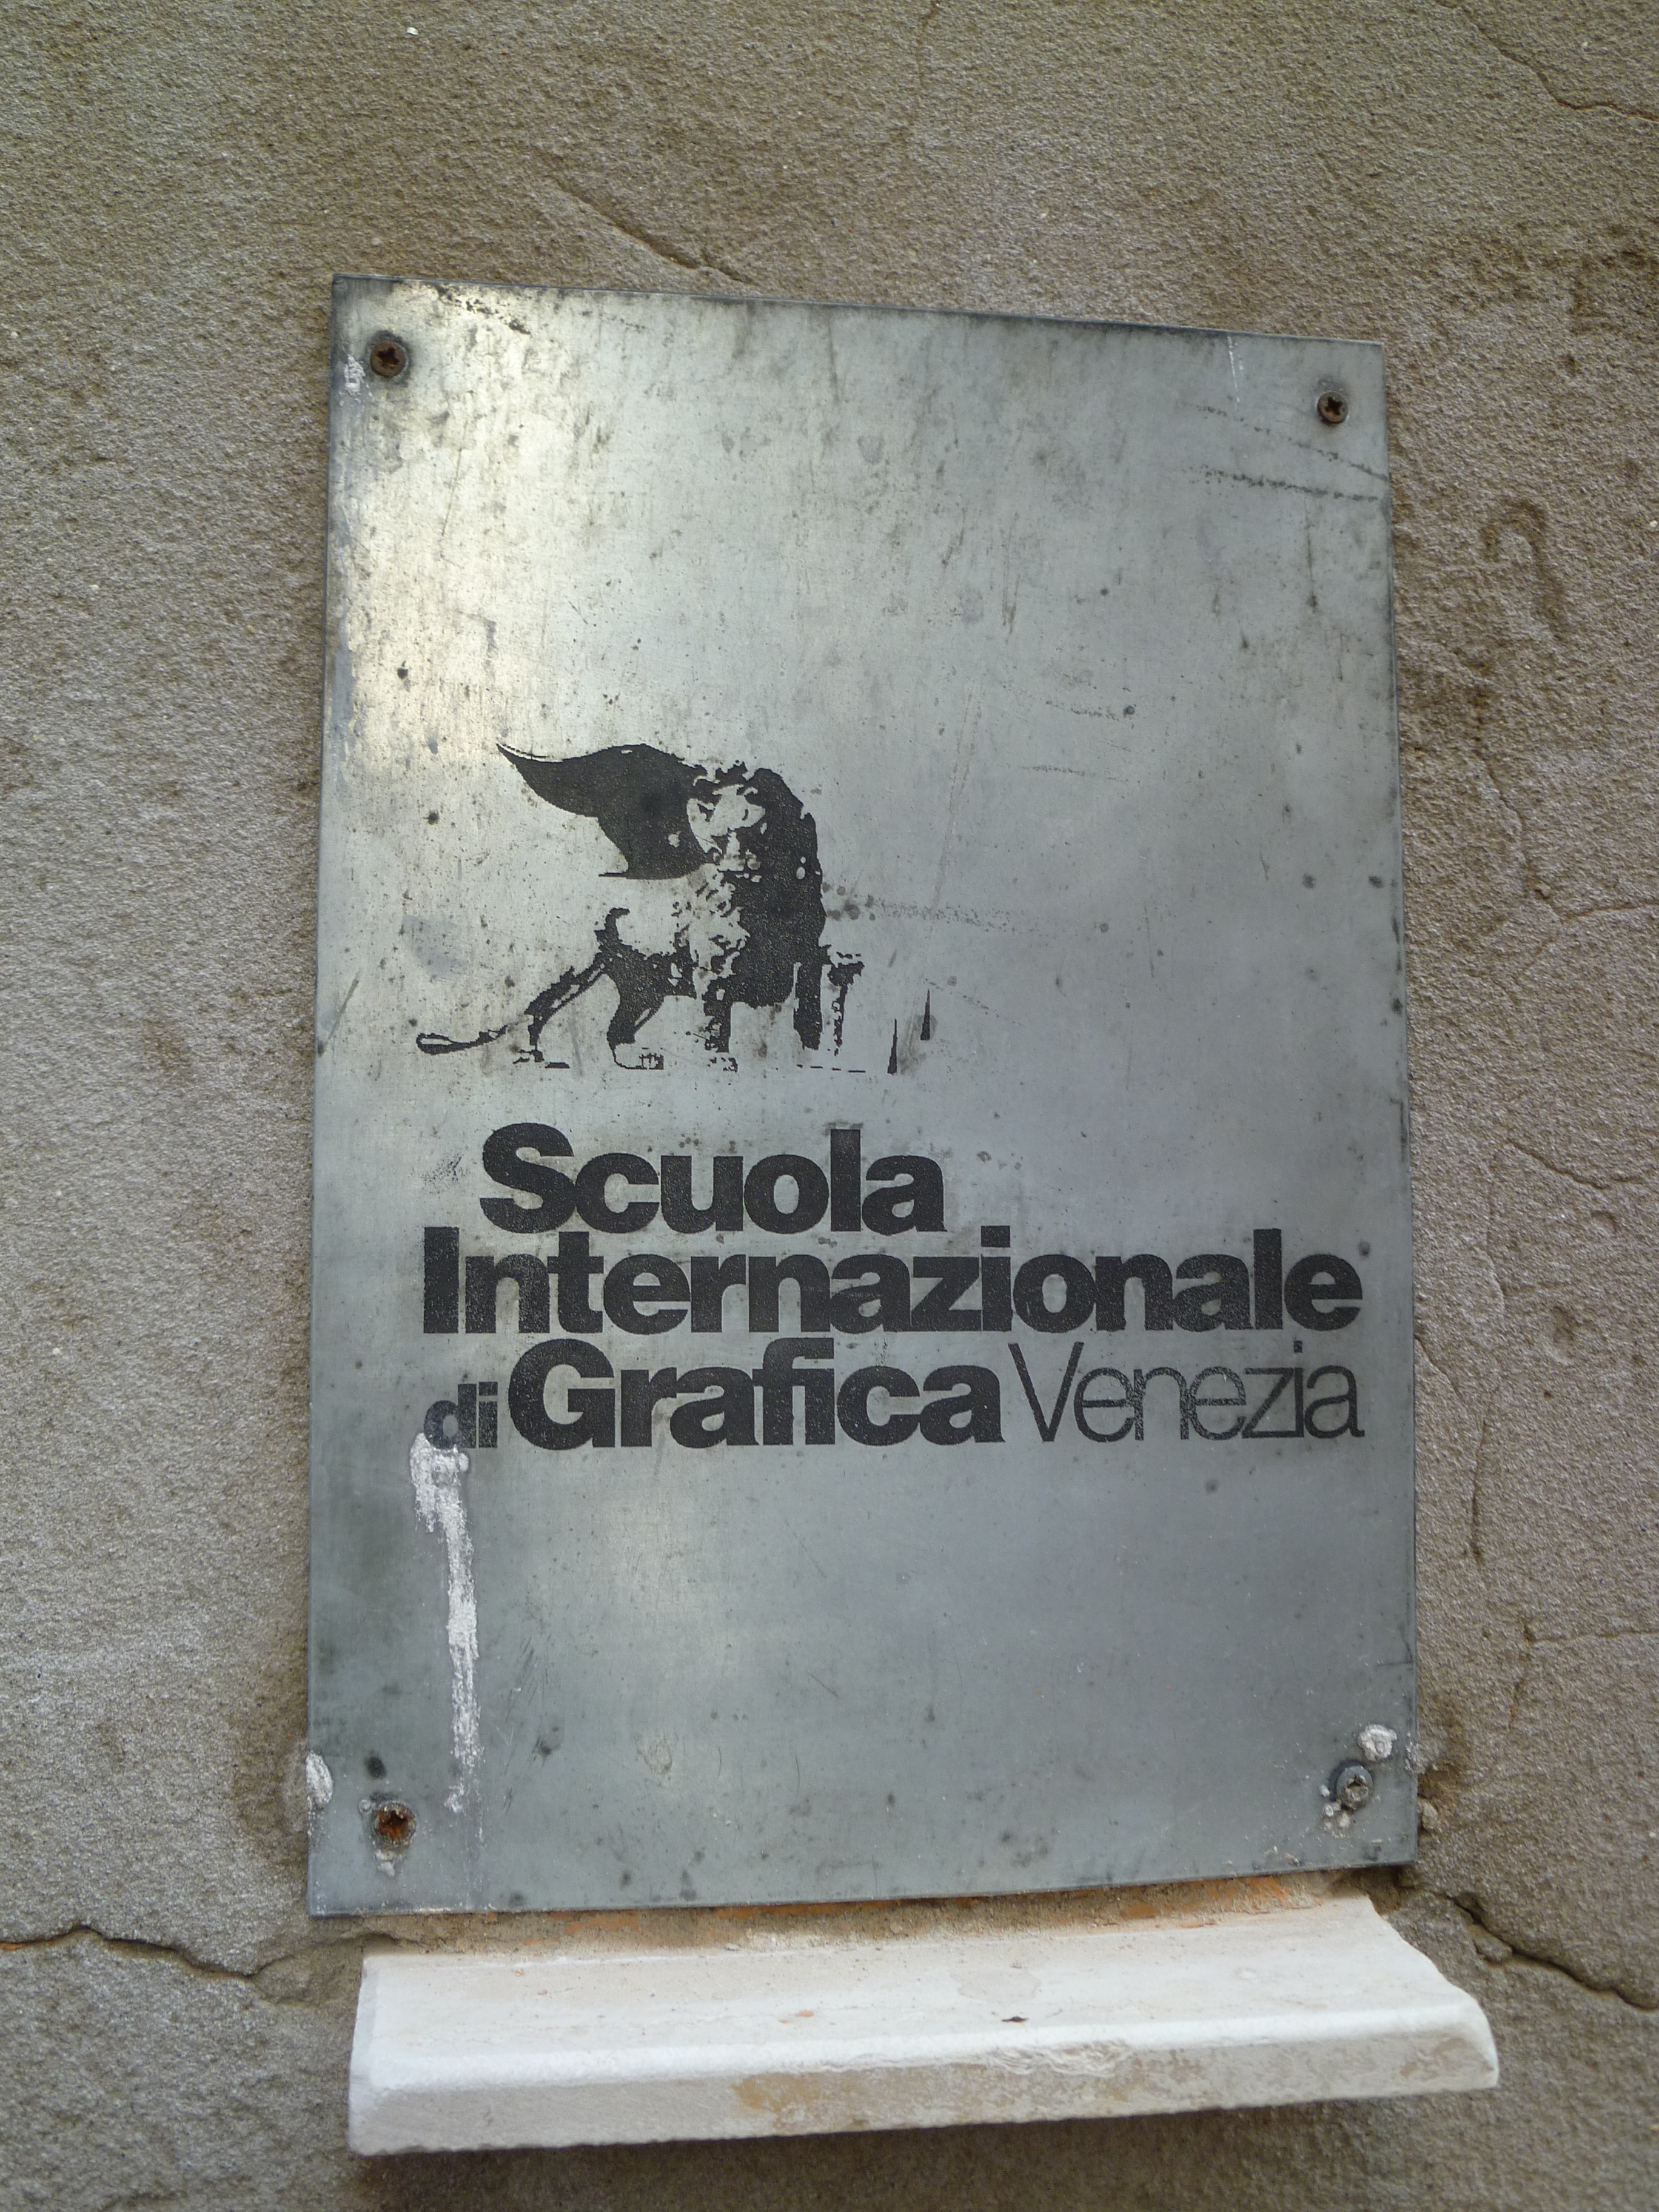 Scuola
Internazionale
di Grafica Venezia